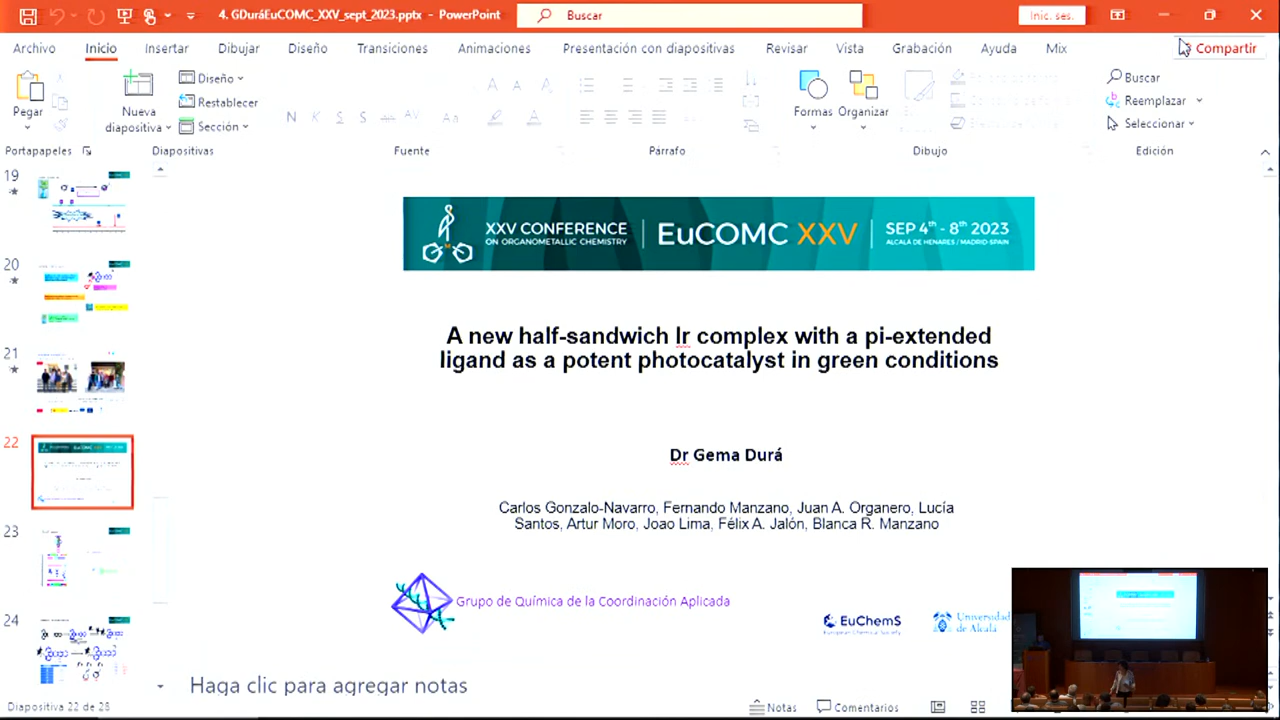 4. GDuráEuCOMC_XXV_sept_2023.pptx - PowerPoint
Buscar
Inic. ses.
Archivo
Inicio
Insertar
Dibujar
Diseño
Transiciones
Animaciones
Presentación con diapositivas
Revisar
Vista
Grabación
Ayuda
Mix
Compartir
Pegar
Nueva
diapositiva
Diseño
Restablecer
Sección
N K S S
Aa
Formas
Organizar
Buscar
Reemplazar
Seleccionar
Portapapeles
Diapositivas
Fuente
Párrafo
Dibujo
Edición
19
20
21
22
23
24
XXV CONFERENCE
ON ORGANOMETALLIC CHEMISTRY
EuCOMC XXV
SEP 4th - 8th 2023
ALCALÁ DE HENARES / MADRID-SPAIN
A new half-sandwich Ir complex with a pi-extended
ligand as a potent photocatalyst in green conditions
Dr Gema Durá
Carlos Gonzalo-Navarro, Fernando Manzano, Juan A. Organero, Lucía
Santos, Artur Moro, Joao Lima, Félix A. Jalón, Blanca R. Manzano
Grupo de Química de la Coordinación Aplicada
EuChemS
European Chemical Society
Universidad
de Alcalá
Haga clic para agregar notas
Diapositiva 22 de 28
Notas
Comentarios